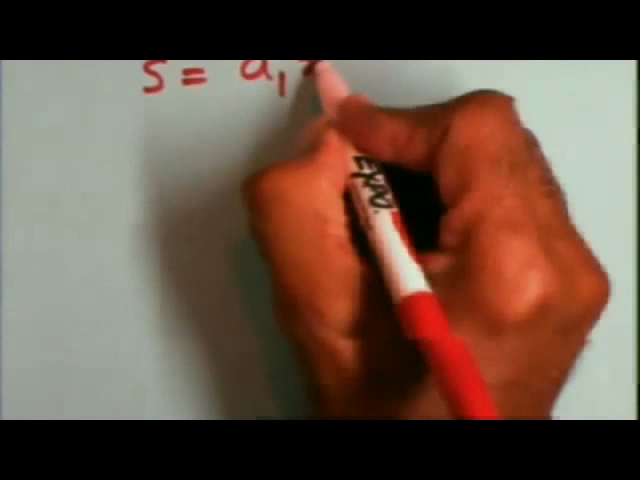 S = a₁
EXPO